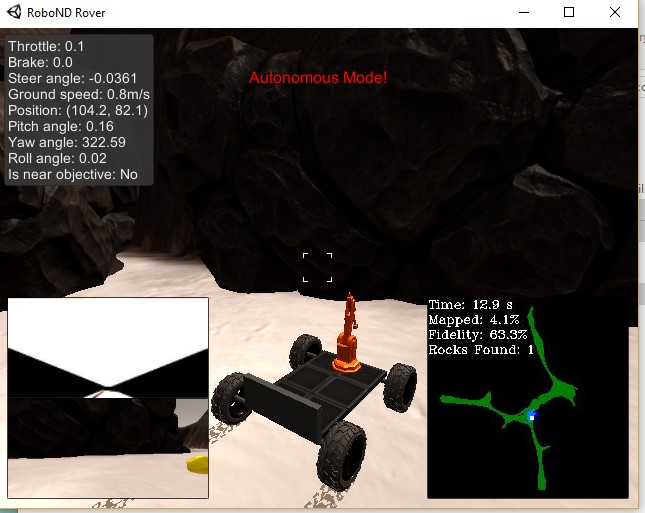 RoboND Rover
Throttle: 0.1
Brake: 0.0
Steer angle: -0.0361
Ground speed: 0.8m/s
Position: (104.2, 82.1)
Pitch angle: 0.16
Yaw angle: 322.59
Roll angle: 0.02
Is near objective: No
Autonomous Mode!
Time: 12.9 s
Mapped: 4.1%
Fidelity: 63.3%
Rocks Found: 1